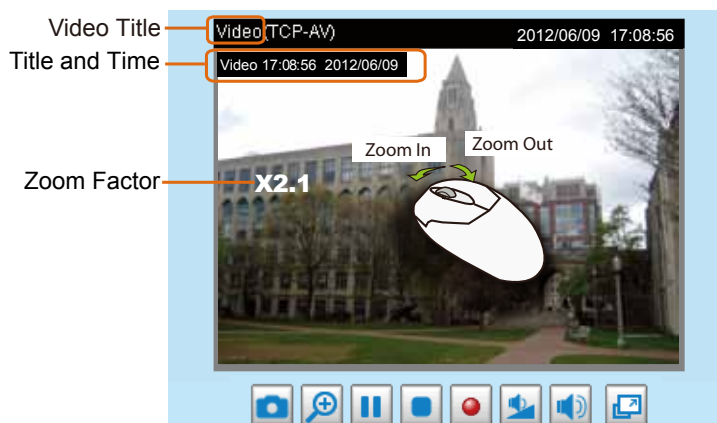 Video Title
Video(TCP-AV) 2012/06/09 17:08:56
Title and Time
Video 17:08:56 2012/06/09
Zoom In Zoom Out
Zoom Factor
X2.1